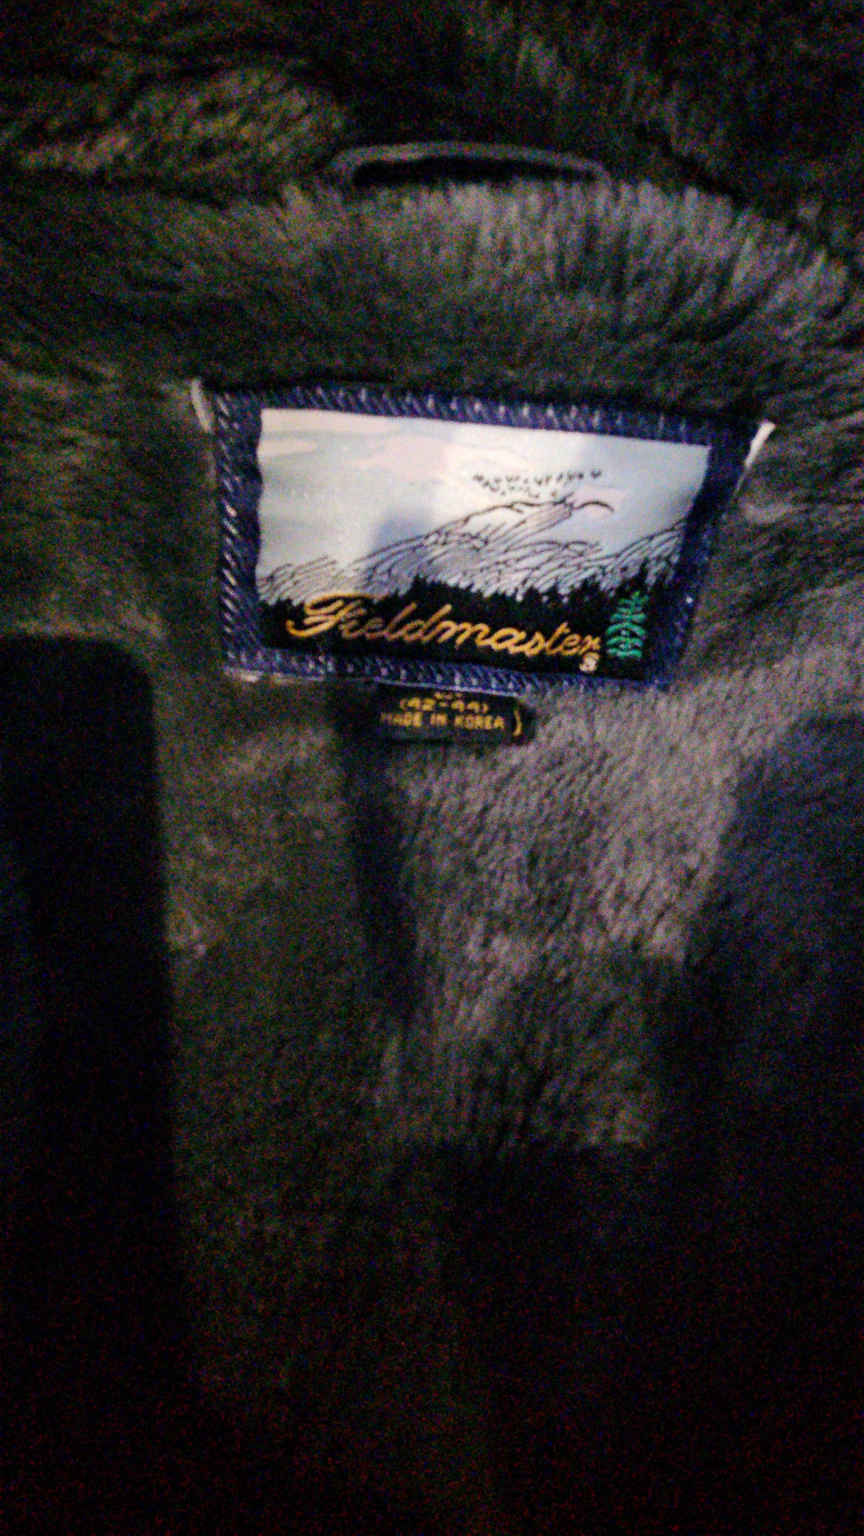 Fieldmaster®
(42-44)
MADE IN KOREA